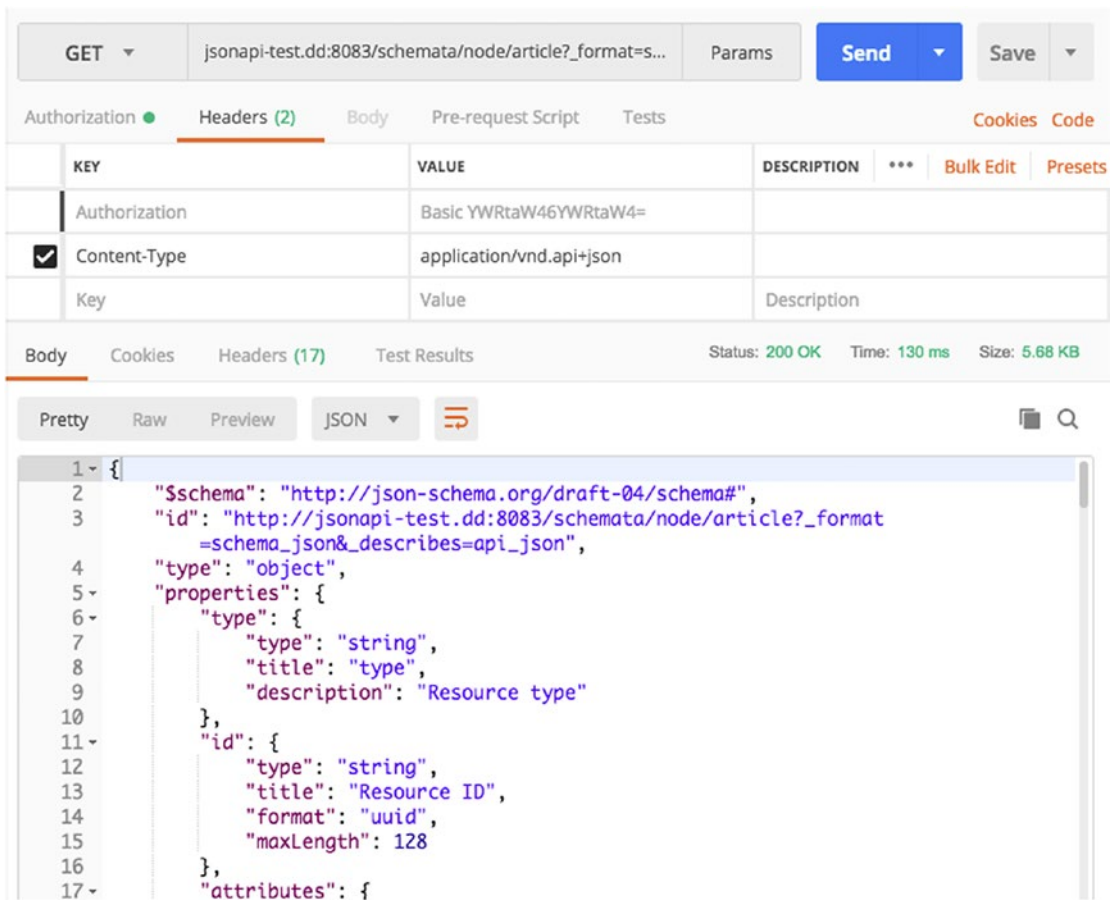 GET jsonapi-test.dd:8083/schemata/node/article?_format=s... Params Send Save
Authorization Headers (2) Body Pre-request Script Tests Cookies Code
KEY VALUE DESCRIPTION ••• Bulk Edit Presets
Authorization Basic YWRtaW46YWRtaW4=
Content-Type application/vnd.api+json
Key Value Description
Body Cookies Headers (17) Test Results Status: 200 OK Time: 130 ms Size: 5.68 KB
Pretty Raw Preview JSON
1 {
2 "$schema": "http://json-schema.org/draft-04/schema#",
3 "id": "http://jsonapi-test.dd:8083/schemata/node/article?_format
=schema_json&_describes=api_json",
4 "type": "object",
5 "properties": {
6 "type": {
7 "type": "string",
8 "title": "type",
9 "description": "Resource type"
10 },
11 "id": {
12 "type": "string",
13 "title": "Resource ID",
14 "format": "uuid",
15 "maxLength": 128
16 },
17 "attributes": {